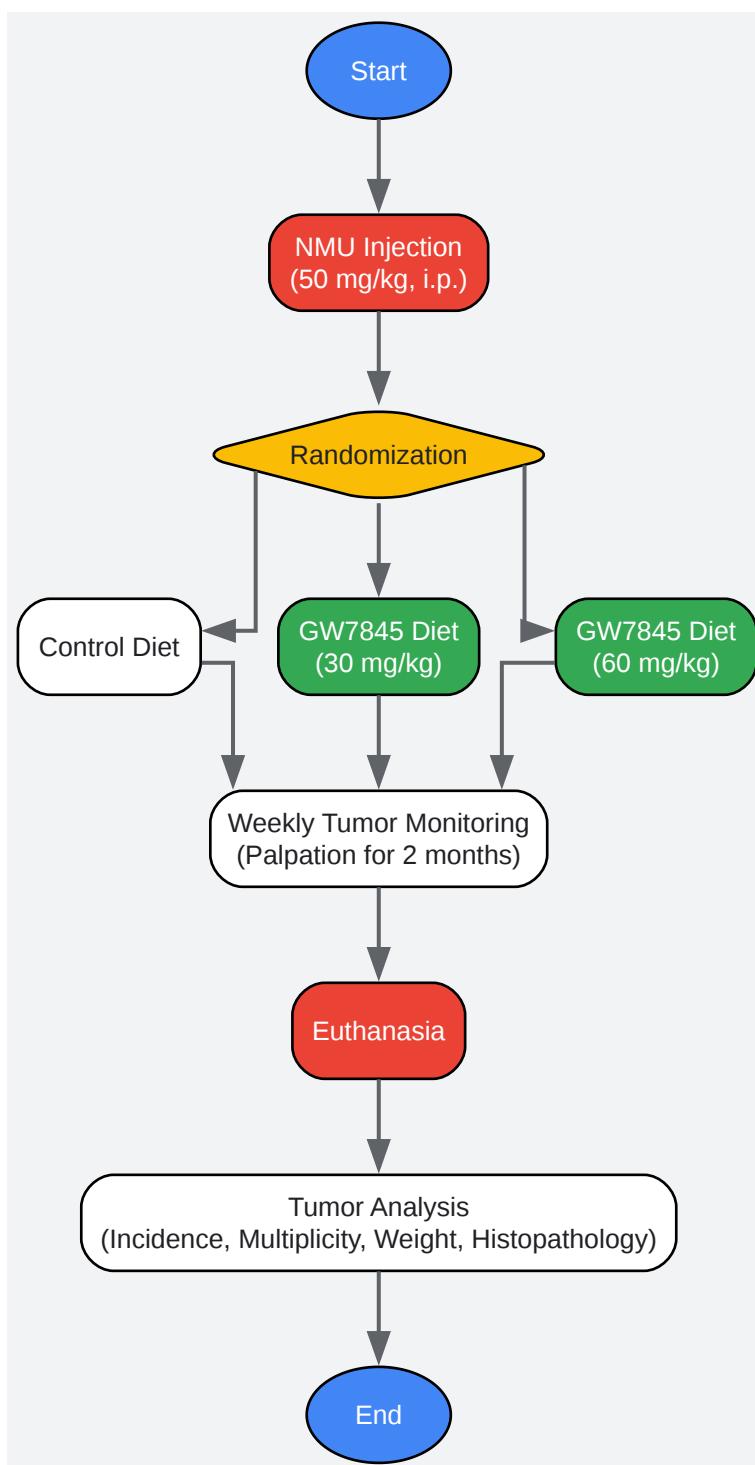 Start
NMU Injection
(50 mg/kg, i.p.)
Randomization
Control Diet
GW7845 Diet
(30 mg/kg)
GW7845 Diet
(60 mg/kg)
Weekly Tumor Monitoring
(Palpation for 2 months)
Euthanasia
Tumor Analysis
(Incidence, Multiplicity, Weight, Histopathology)
End